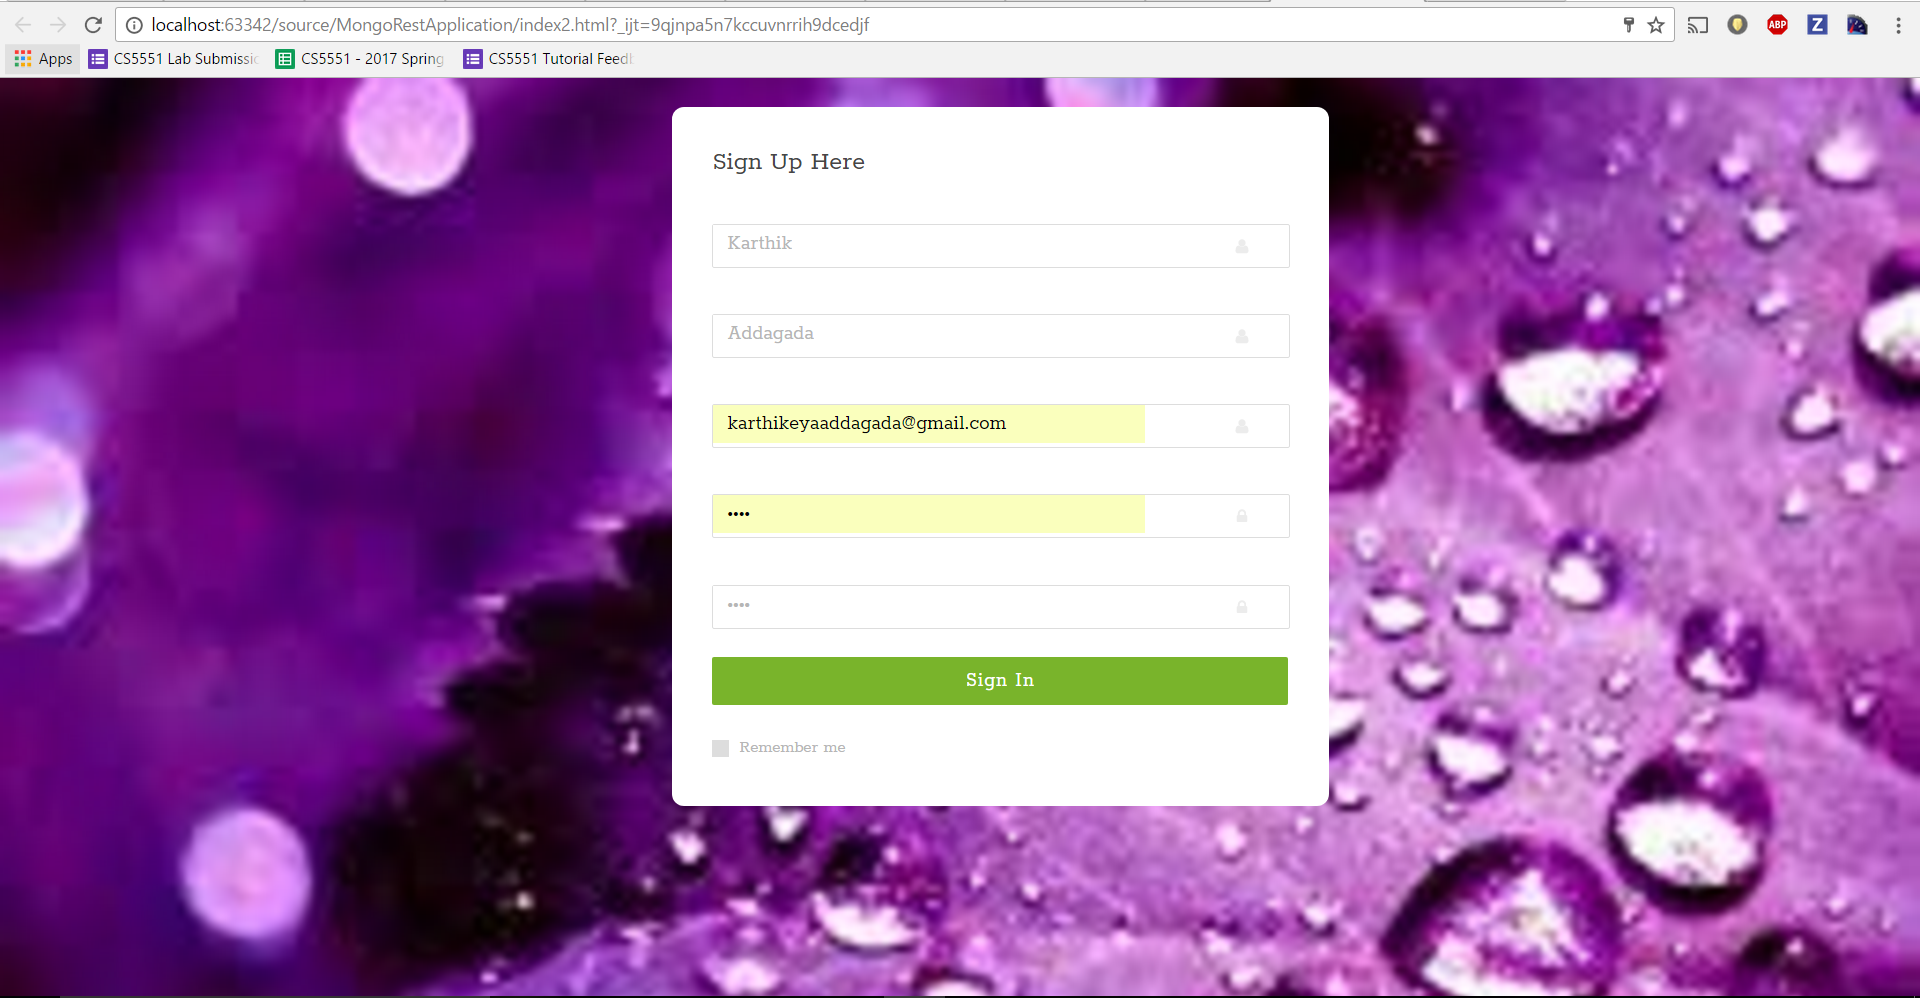 localhost:63342/source/MongoRestApplication/index2.html?_ijt=9qjnpa5n7kccuvnrrih9dcedjf
ABP
Z
Apps CS5551 Lab Submissic CS5551 - 2017 Spring CS5551 Tutorial Feedb
Sign Up Here
Karthik
Addagada
karthikeyaaddagada@gmail.com
••••
••••
Sign In
Remember me